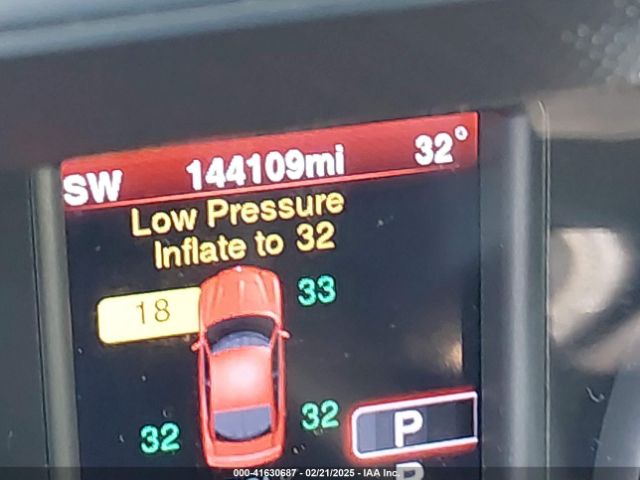 SW 144109mi 32°
Low Pressure
Inflate to 32
18 33
32 32
P
000-41630687 - 02/21/2025 - IAA Inc.